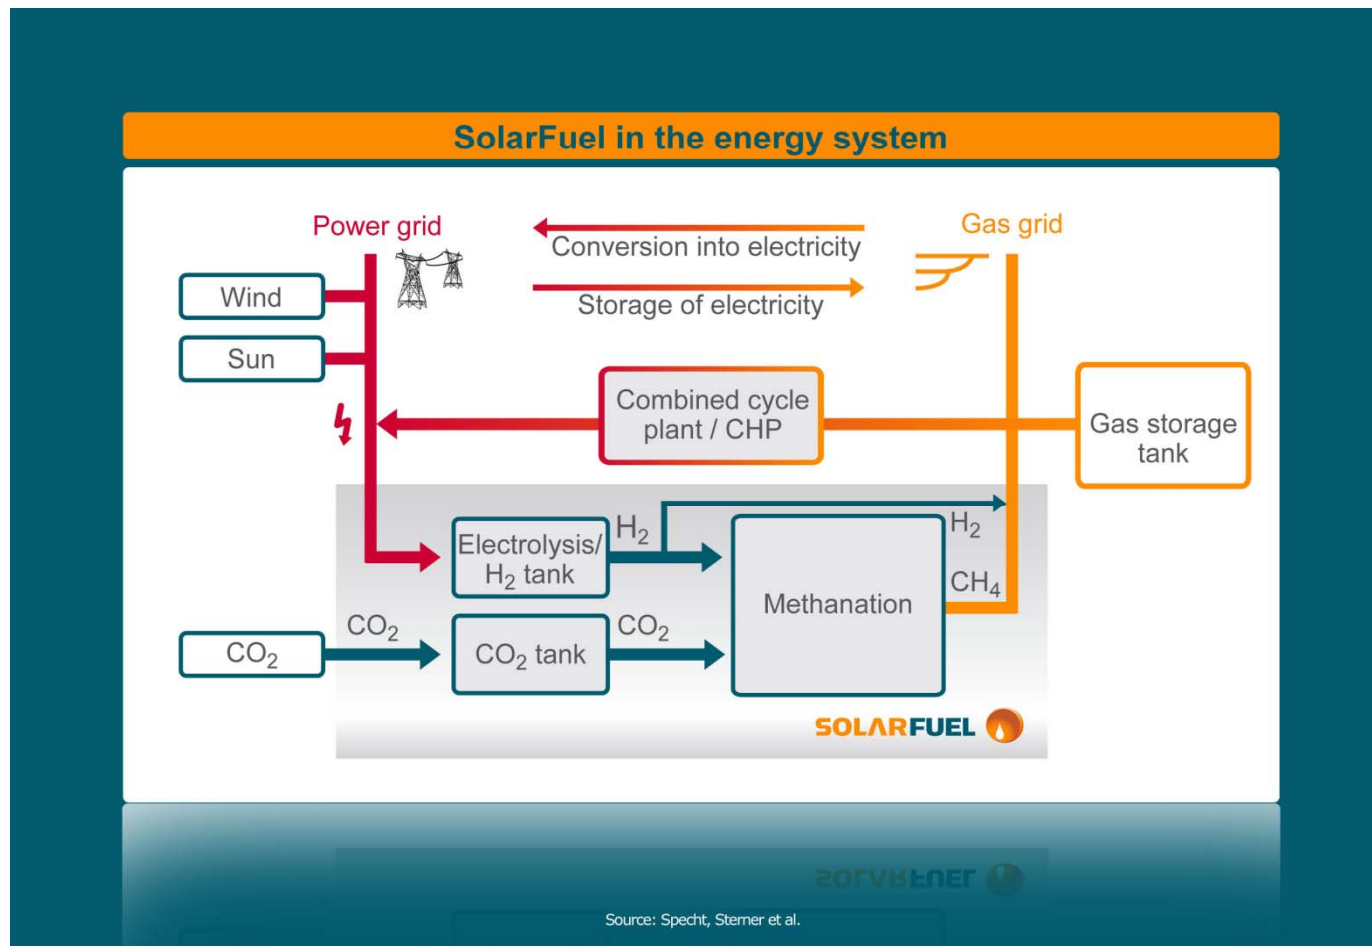 SolarFuel in the energy system
Power grid
Conversion into electricity
Gas grid
Wind
Storage of electricity
Sun
Combined cycle
plant / CHP
Gas storage
tank
H₂
Electrolysis/
H₂ tank
H₂
CH₄
Methanation
CO₂
CO₂
CO₂ tank
CO₂
SOLARFUEL
SOLARFUEL
Source: Specht, Sterner et al.